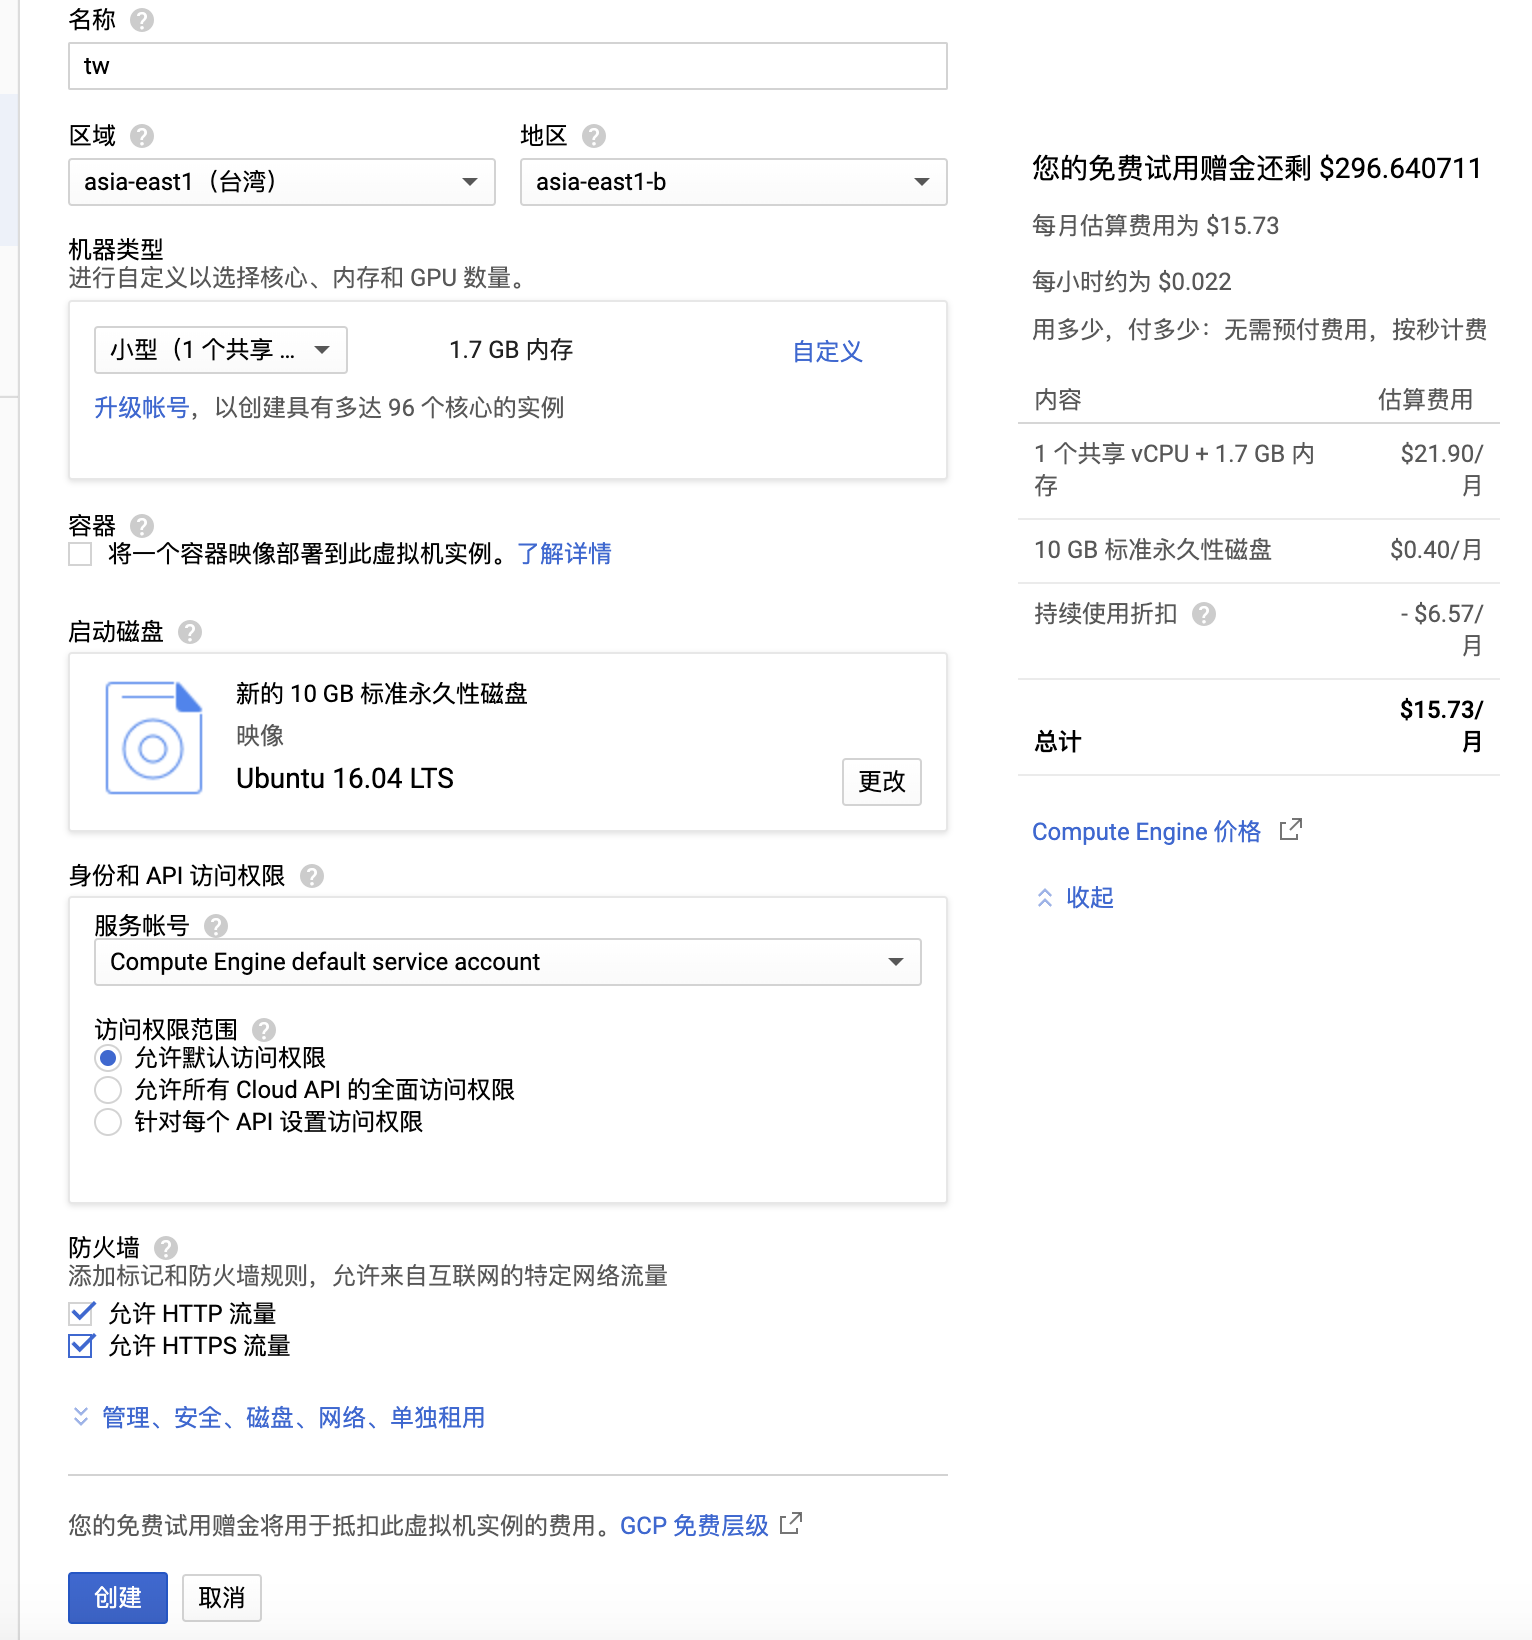 名称
tw
区域
地区
asia-east1（台湾）
asia-east1-b
机器类型
进行自定义以选择核心、内存和 GPU 数量。
小型（1 个共享 ...
1.7 GB 内存
自定义
升级帐号，以创建具有多达 96 个核心的实例
容器
将一个容器映像部署到此虚拟机实例。了解详情
启动磁盘
新的 10 GB 标准永久性磁盘
映像
Ubuntu 16.04 LTS
更改
身份和 API 访问权限
服务帐号
Compute Engine default service account
访问权限范围
允许默认访问权限
允许所有 Cloud API 的全面访问权限
针对每个 API 设置访问权限
防火墙
添加标记和防火墙规则，允许来自互联网的特定网络流量
允许 HTTP 流量
允许 HTTPS 流量
管理、安全、磁盘、网络、单独租用
您的免费试用赠金将用于抵扣此虚拟机实例的费用。GCP 免费层级
创建
取消
您的免费试用赠金还剩 $296.640711
每月估算费用为 $15.73
每小时约为 $0.022
用多少，付多少：无需预付费用，按秒计费
内容
估算费用
1 个共享 vCPU + 1.7 GB 内
存
$21.90/
月
10 GB 标准永久性磁盘
$0.40/月
持续使用折扣
- $6.57/
月
总计
$15.73/
月
Compute Engine 价格
收起